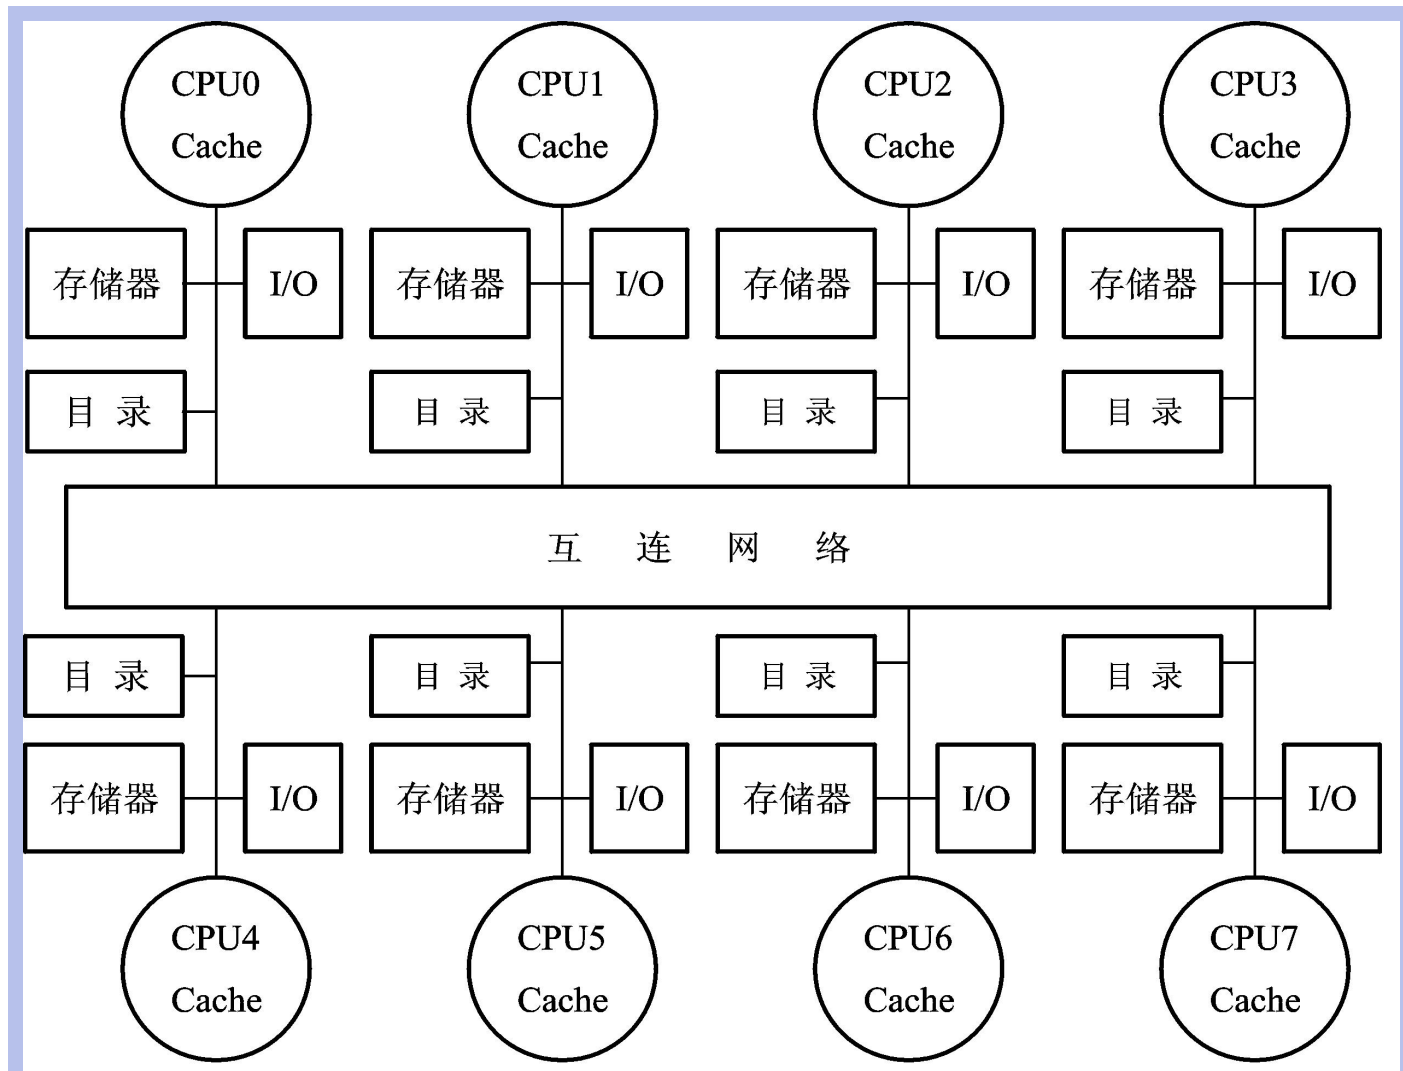 CPU0 CPU1 CPU2 CPU3
Cache Cache Cache Cache
存储器 I/O 存储器 I/O 存储器 I/O 存储器 I/O
目 录 目 录 目 录 目 录
互 连 网 络
目 录 目 录 目 录 目 录
存储器 I/O 存储器 I/O 存储器 I/O 存储器 I/O
CPU4 CPU5 CPU6 CPU7
Cache Cache Cache Cache